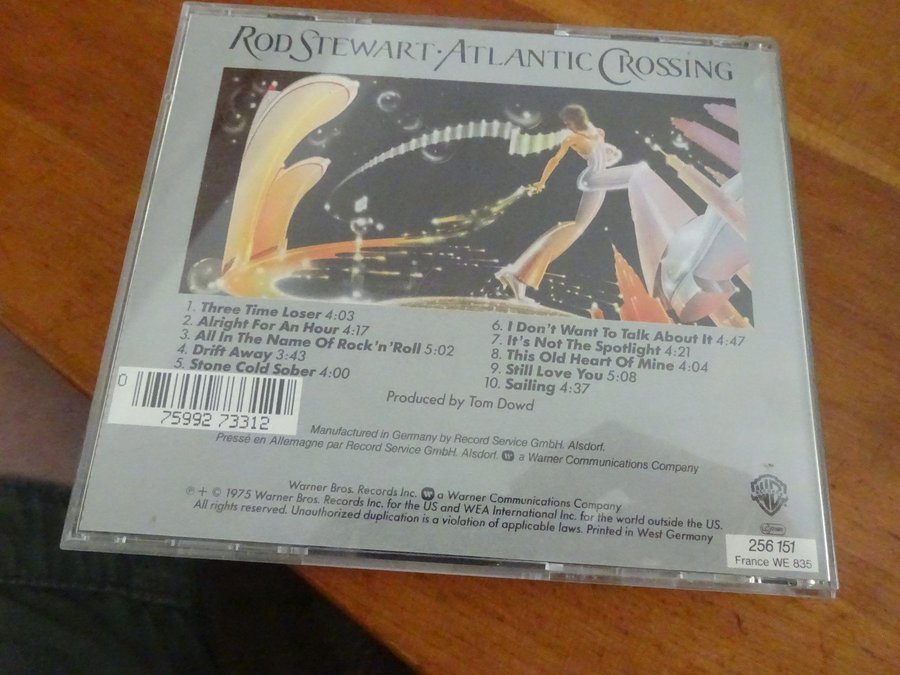 ROD STEWART · ATLANTIC CROSSING
1. Three Time Loser 4:03
2. Alright For An Hour 4:17
3. All In The Name Of Rock'n'Roll 5:02
4. Drift Away 3:43
5. Stone Cold Sober 4:00
6. I Don't Want To Talk About It 4:47
7. It's Not The Spotlight 4:21
8. This Old Heart Of Mine 4:04
9. Still Love You 5:08
10. Sailing 4:37
Produced by Tom Dowd
0
75992 73312
Manufactured in Germany by Record Service GmbH. Alsdorf.
Pressé en Allemagne par Record Service GmbH. Alsdorf. a Warner Communications Company
Warner Bros. Records Inc. a Warner Communications Company
℗ + © 1975 Warner Bros. Records Inc. for the US and WEA International Inc. for the world outside the US.
All rights reserved. Unauthorized duplication is a violation of applicable laws. Printed in West Germany
256 151
France WE 835